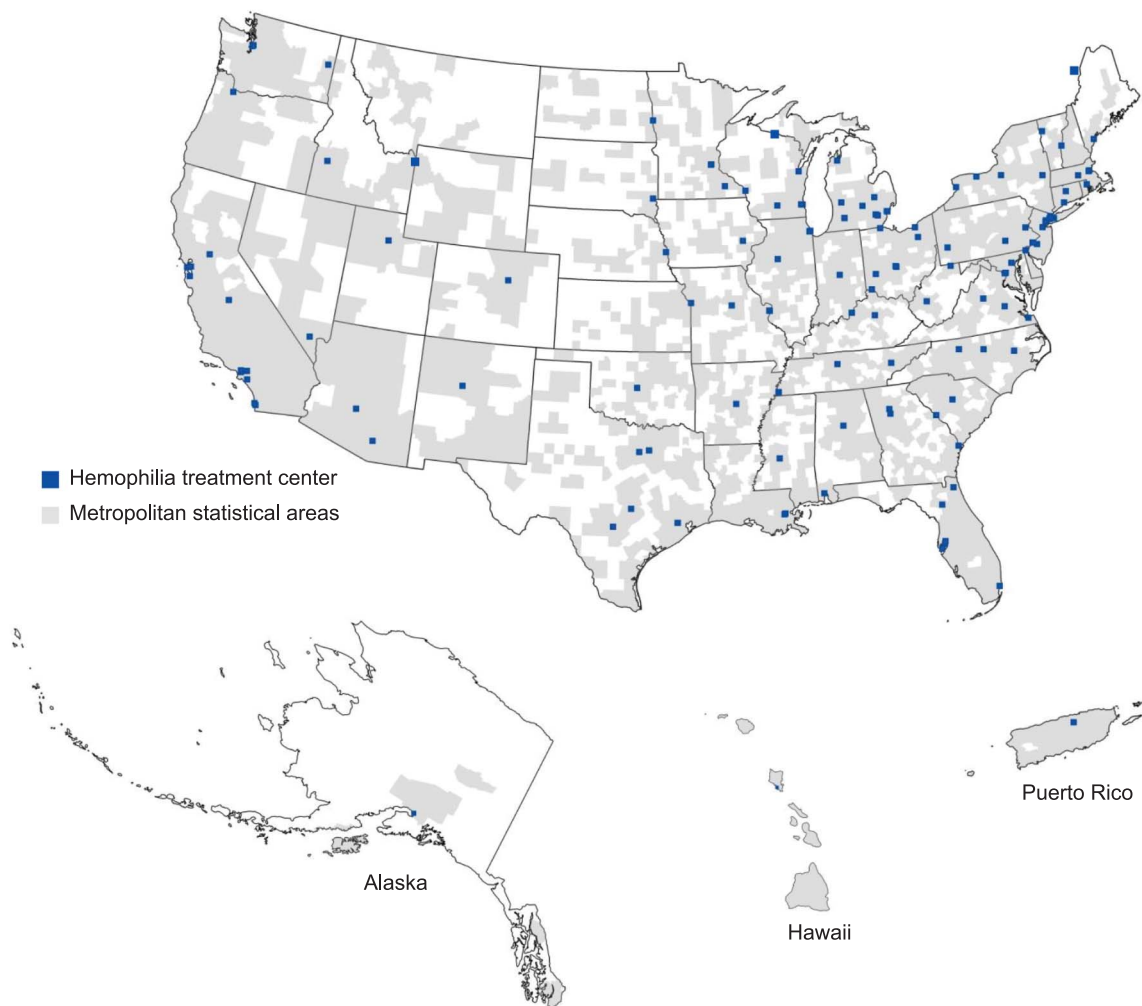 Hemophilia treatment center
Metropolitan statistical areas
Puerto Rico
Alaska
Hawaii